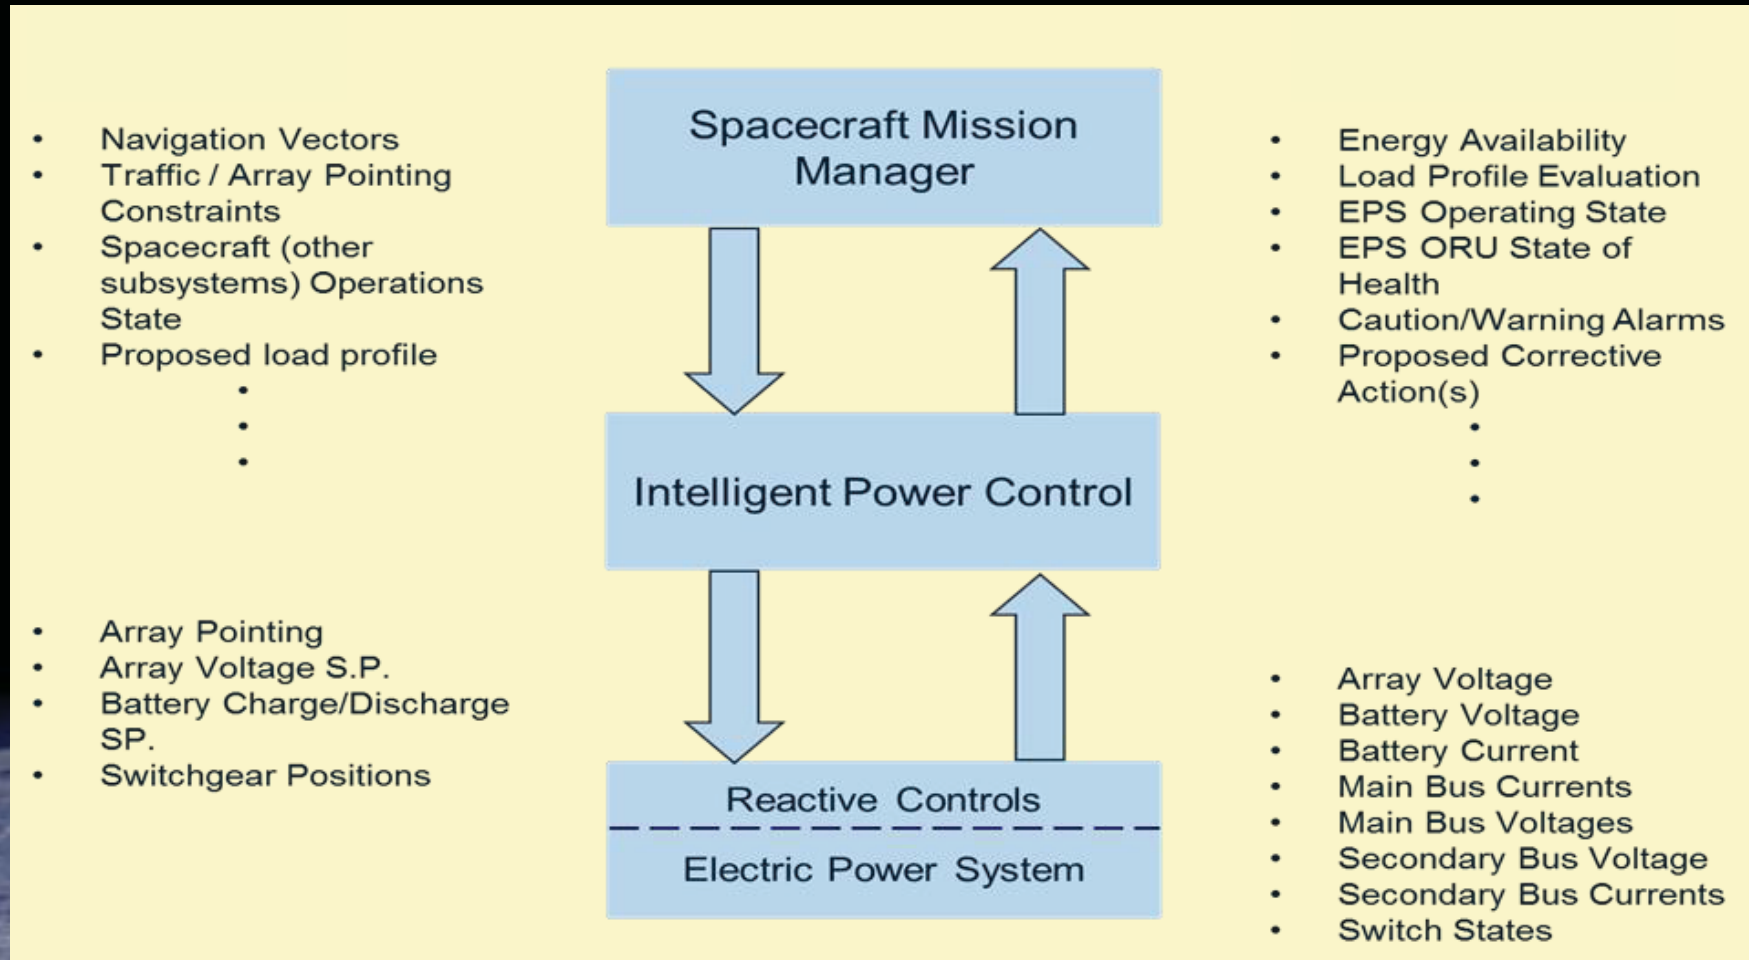 Spacecraft Mission
Manager
• Navigation Vectors
• Traffic / Array Pointing
Constraints
• Spacecraft (other
subsystems) Operations
State
• Proposed load profile
•
•
•
• Energy Availability
• Load Profile Evaluation
• EPS Operating State
• EPS ORU State of
Health
• Caution/Warning Alarms
• Proposed Corrective
Action(s)
•
•
•
Intelligent Power Control
• Array Pointing
• Array Voltage S.P.
• Battery Charge/Discharge
SP.
• Switchgear Positions
• Array Voltage
• Battery Voltage
• Battery Current
• Main Bus Currents
• Main Bus Voltages
• Secondary Bus Voltage
• Secondary Bus Currents
• Switch States
Reactive Controls
Electric Power System